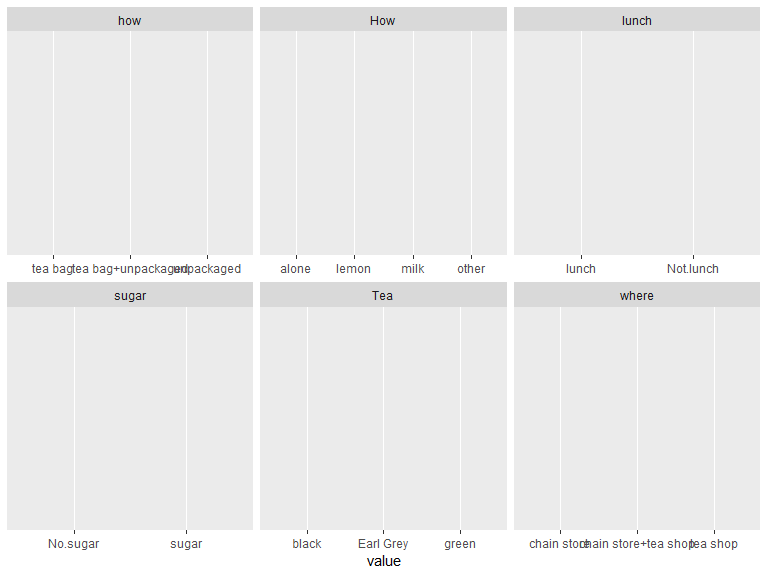 how How lunch
tea bag tea bag+unpackaged unpackaged alone lemon milk other lunch Not.lunch
sugar Tea where
No.sugar sugar black Earl Grey green chain store chain store+tea shop tea shop
value